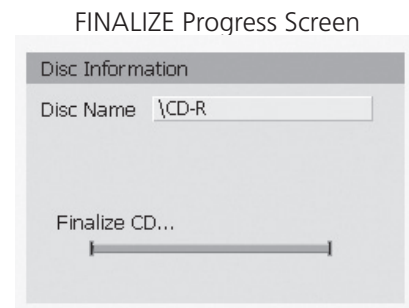 FINALIZE Progress Screen
Disc Information
Disc Name \CD-R
Finalize CD...